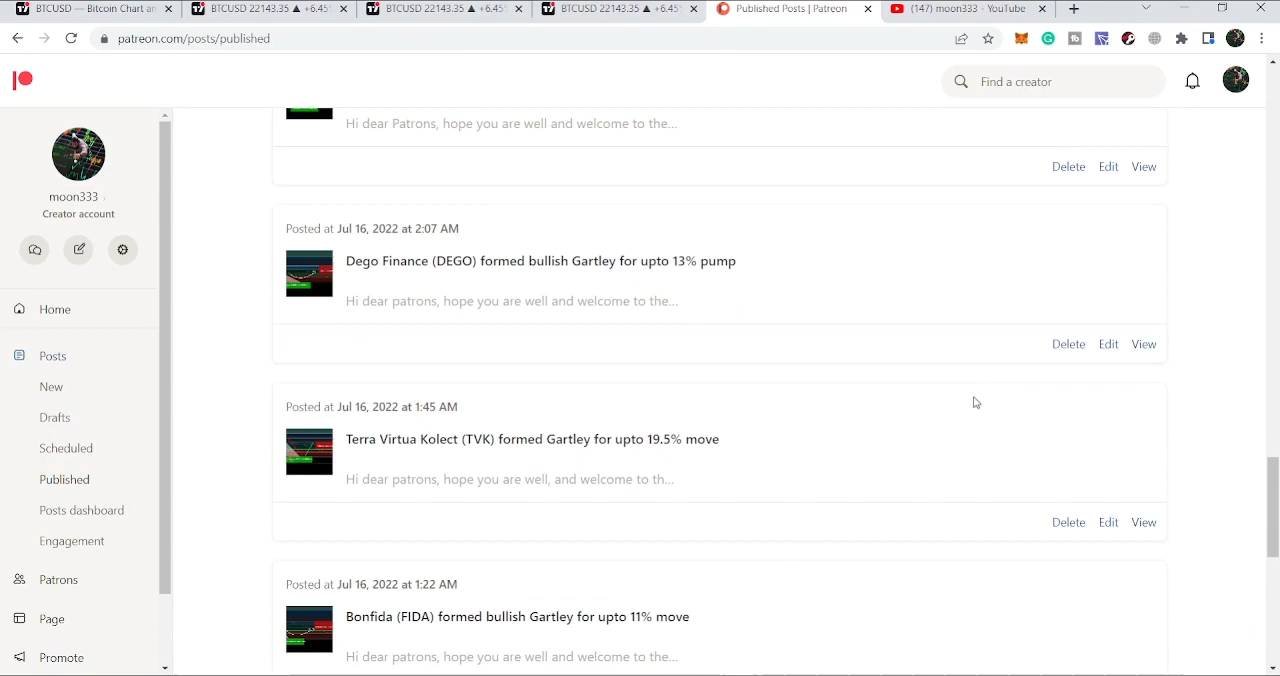 BTCUSD — Bitcoin Chart an
BTCUSD 22143.35 ▲ +6.45%
BTCUSD 22143.35 ▲ +6.45%
BTCUSD 22143.35 ▲ +6.45%
Published Posts | Patreon
(147) moon333 - YouTube
patreon.com/posts/published
Find a creator
moon333 ›
Creator account
Home
Posts
New
Drafts
Scheduled
Published
Posts dashboard
Engagement
Patrons
Page
Promote
Hi dear Patrons, hope you are well and welcome to the...
Delete Edit View
Posted at Jul 16, 2022 at 2:07 AM
Dego Finance (DEGO) formed bullish Gartley for upto 13% pump
Hi dear patrons, hope you are well and welcome to the...
Delete Edit View
Posted at Jul 16, 2022 at 1:45 AM
Terra Virtua Kolect (TVK) formed Gartley for upto 19.5% move
Hi dear patrons, hope you are well, and welcome to th...
Delete Edit View
Posted at Jul 16, 2022 at 1:22 AM
Bonfida (FIDA) formed bullish Gartley for upto 11% move
Hi dear patrons, hope you are well and welcome to the...